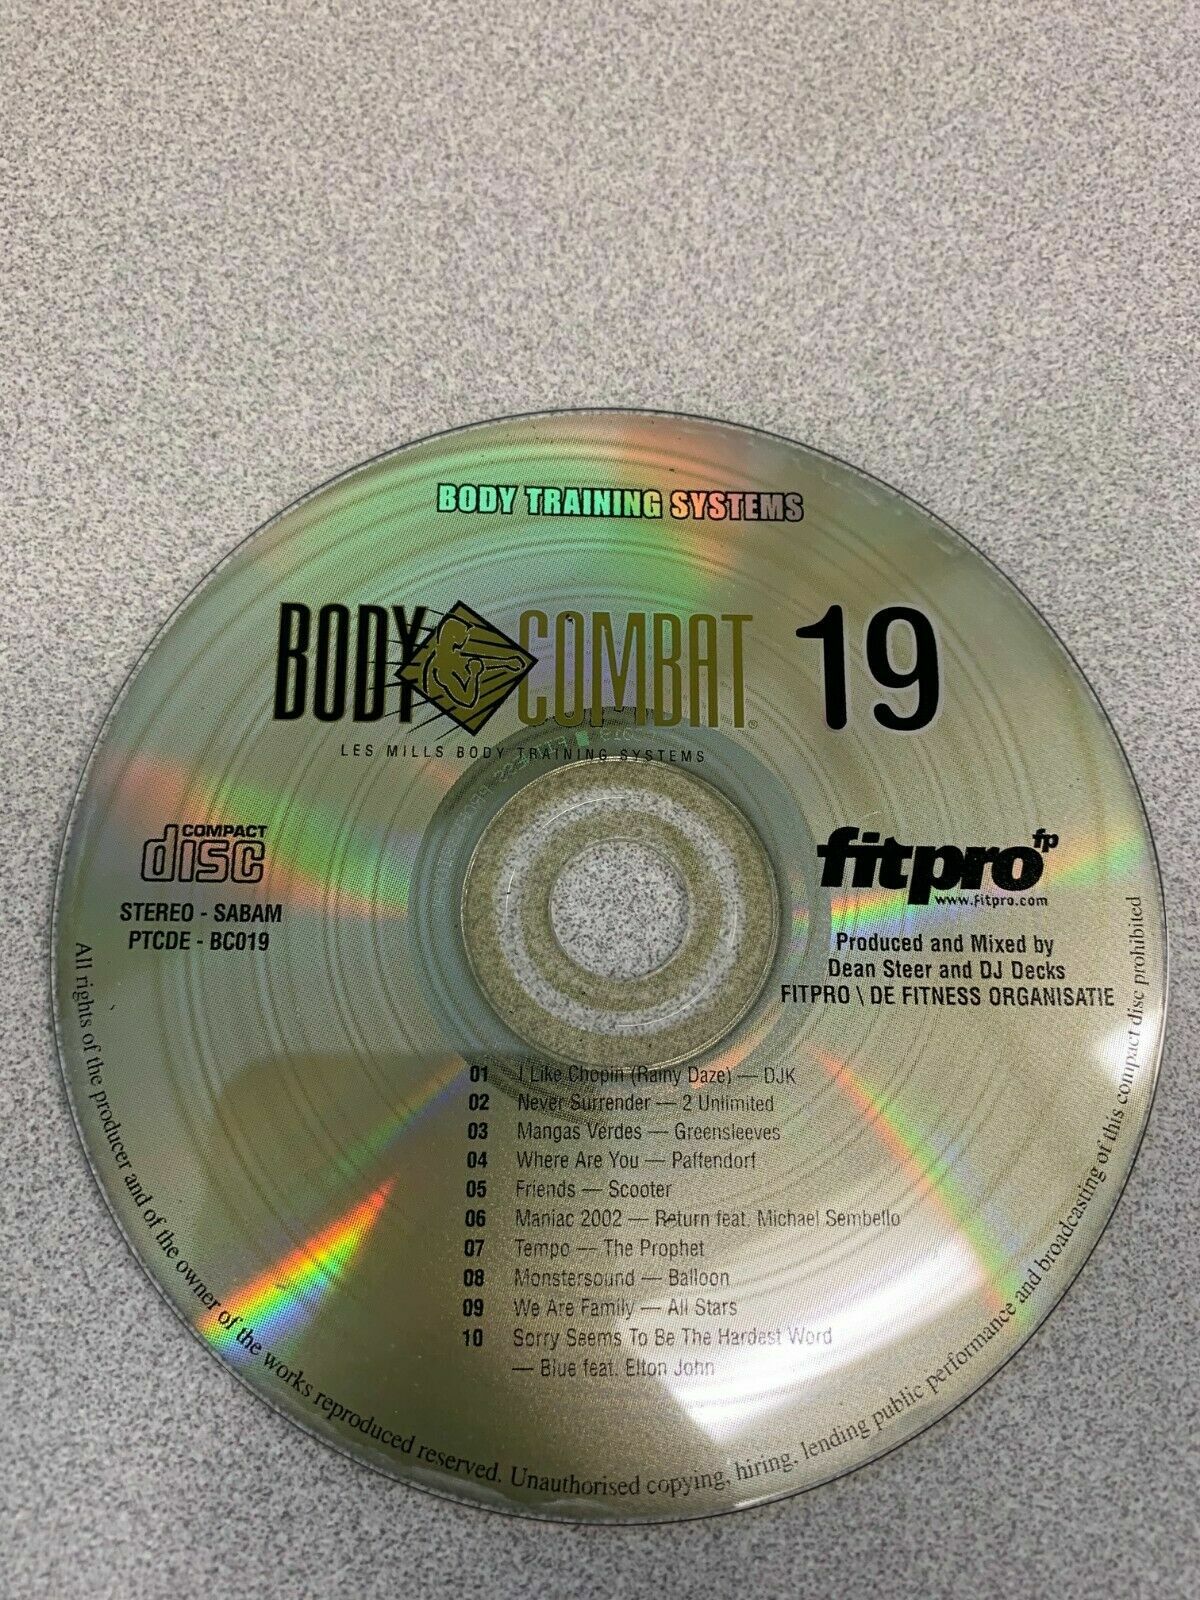 BODY TRAINING SYSTEMS
BODY COMBAT® 19
LES MILLS BODY TRAINING SYSTEMS
COMPACT
disc
STEREO - SABAM
PTCDE - BC019
fitpro fp
www.fitpro.com
Produced and Mixed by
Dean Steer and DJ Decks
FITPRO \ DE FITNESS ORGANISATIE
01 I Like Chopin (Rainy Daze) — DJK
02 Never Surrender — 2 Unlimited
03 Mangas Verdes — Greensleeves
04 Where Are You — Paffendorf
05 Friends — Scooter
06 Maniac 2002 — Return feat. Michael Sembello
07 Tempo — The Prophet
08 Monstersound — Balloon
09 We Are Family — All Stars
10 Sorry Seems To Be The Hardest Word
— Blue feat. Elton John
All rights of the producer and of the owner of the works reproduced reserved. Unauthorised copying, hiring, lending public performance and broadcasting of this compact disc prohibited